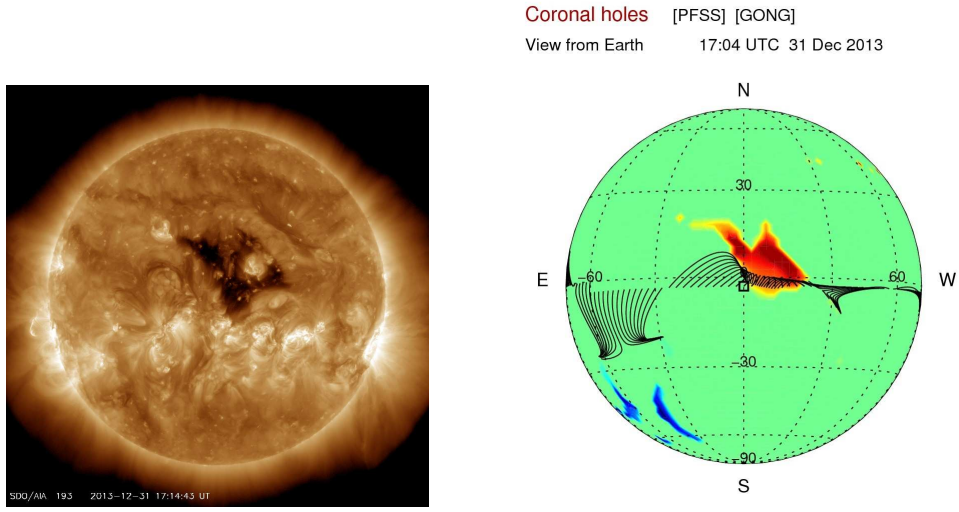 Coronal holes [PFSS] [GONG]
View from Earth 17:04 UTC 31 Dec 2013
N
30
E
-60
60
W
-30
-90
S
SDO/AIA 193 2013-12-31 17:14:43 UT